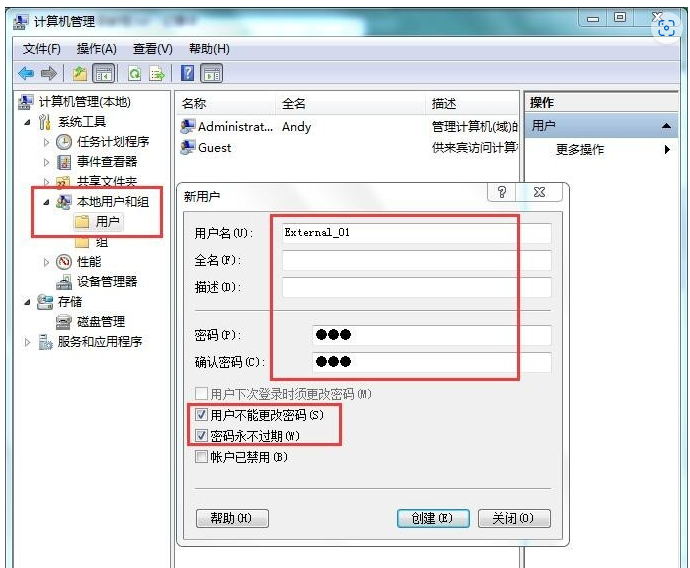 计算机管理
文件(F) 操作(A) 查看(V) 帮助(H)
计算机管理(本地)
系统工具
任务计划程序
事件查看器
共享文件夹
本地用户和组
用户
组
性能
设备管理器
存储
磁盘管理
服务和应用程序
名称 全名 描述
Administrat... Andy 管理计算机(域)的
Guest 供来宾访问计算
操作
用户
更多操作
新用户
用户名(U): External_01
全名(F):
描述(D):
密码(P): ●●●
确认密码(C): ●●●
用户下次登录时须更改密码(M)
用户不能更改密码(S)
密码永不过期(W)
帐户已禁用(B)
帮助(H) 创建(E) 关闭(O)